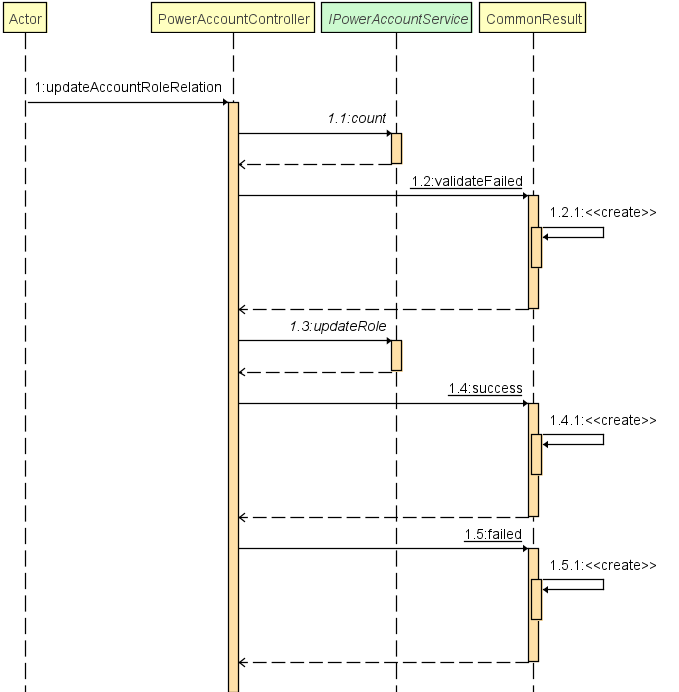 Actor
PowerAccountController
IPowerAccountService
CommonResult
1:updateAccountRoleRelation
1.1:count
1.2:validateFailed
1.2.1:<<create>>
1.3:updateRole
1.4:success
1.4.1:<<create>>
1.5:failed
1.5.1:<<create>>